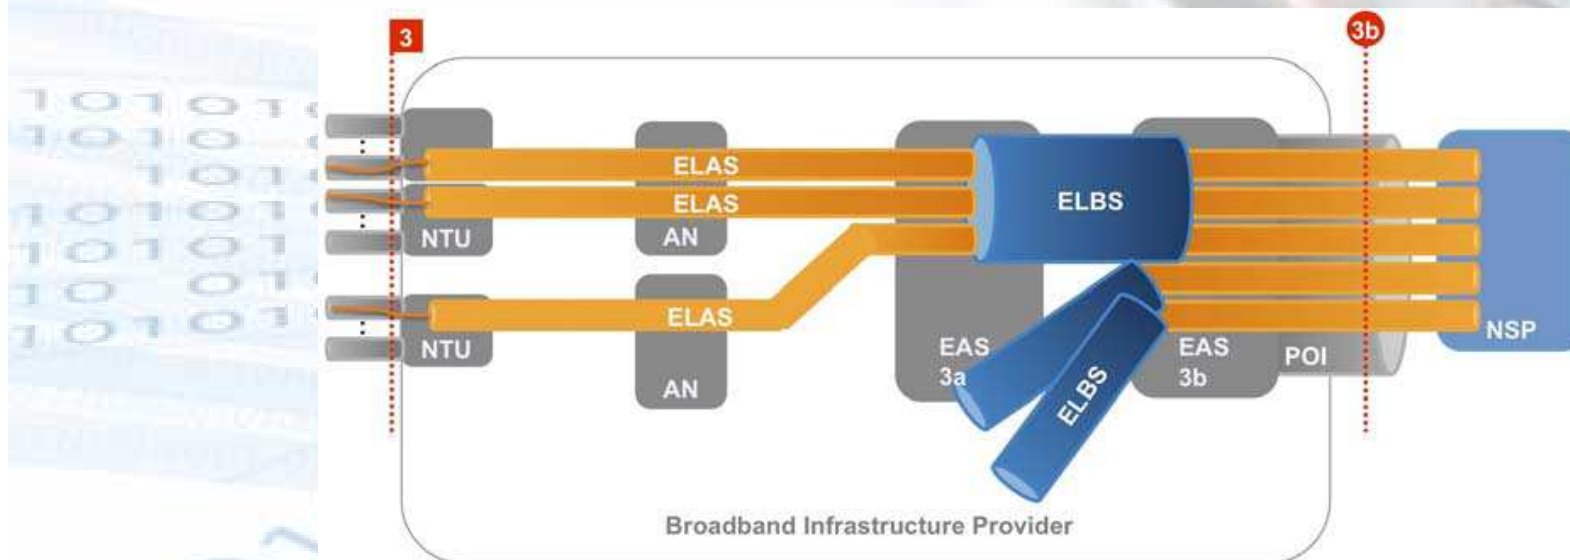 3
3b
ELAS
ELAS
ELBS
NTU
AN
ELAS
NTU
AN
EAS
3a
ELBS
EAS
3b
POI
NSP
Broadband Infrastructure Provider